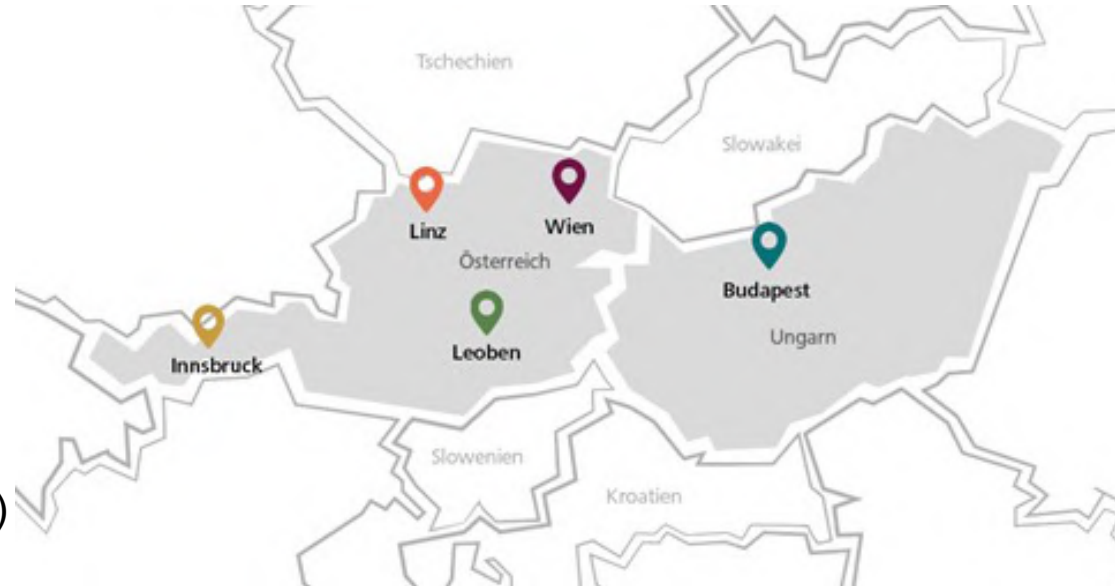 Tschechien
Slowakei
Linz
Wien
Österreich
Budapest
Ungarn
Leoben
Innsbruck
Slowenien
Kroatien
)